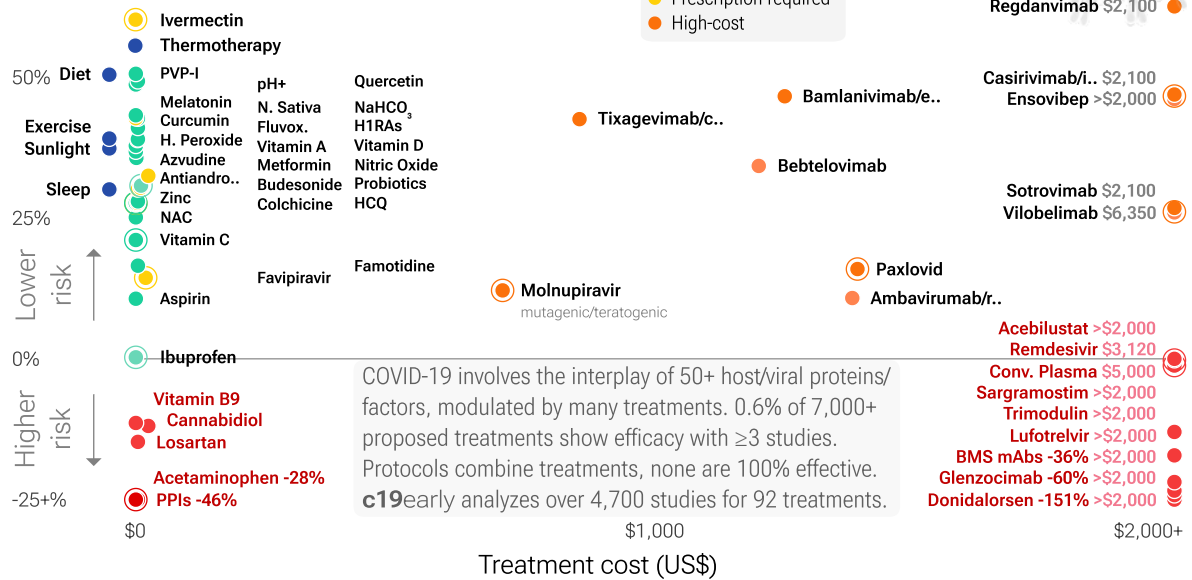 Prescription required
High-cost
Regdanvimab $2,100
Ivermectin
Thermotherapy
50%
Diet
PVP-I
pH+
Quercetin
Casirivimab/i.. $2,100
Ensovibep >$2,000
Bamlanivimab/e..
Melatonin
N. Sativa
NaHCO3
Curcumin
Fluvox.
H1RAs
Tixagevimab/c..
Exercise
H. Peroxide
Vitamin A
Vitamin D
Sunlight
Azvudine
Metformin
Nitric Oxide
Bebtelovimab
Antiandro..
Budesonide
Probiotics
Sleep
Zinc
Colchicine
HCQ
Sotrovimab $2,100
Vilobelimab $6,350
25%
NAC
Vitamin C
Lower
risk
Favipiravir
Famotidine
Paxlovid
Aspirin
Molnupiravir
mutagenic/teratogenic
Ambavirumab/r..
Acebilustat >$2,000
Remdesivir $3,120
0%
Ibuprofen
Conv. Plasma $5,000
Sargramostim >$2,000
Trimodulin >$2,000
Lufotrelvir >$2,000
BMS mAbs -36% >$2,000
Glenzocimab -60% >$2,000
Donidalorsen -151% >$2,000
Higher
risk
Vitamin B9
Cannabidiol
Losartan
Acetaminophen -28%
PPIs -46%
-25+%
COVID-19 involves the interplay of 50+ host/viral proteins/
factors, modulated by many treatments. 0.6% of 7,000+
proposed treatments show efficacy with ≥3 studies.
Protocols combine treatments, none are 100% effective.
c19early analyzes over 4,700 studies for 92 treatments.
$0
$1,000
$2,000+
Treatment cost (US$)